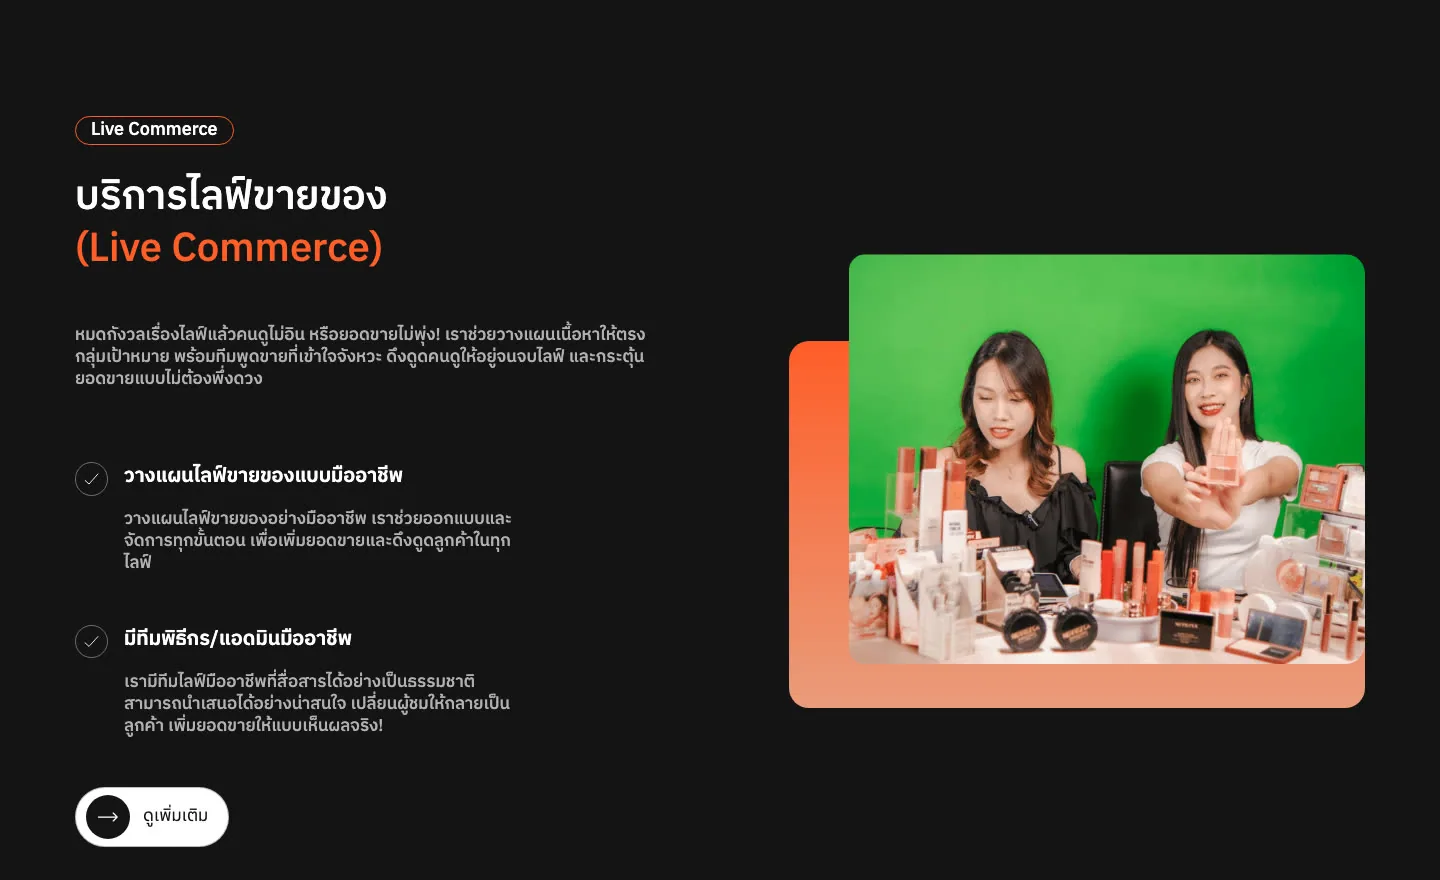 Live Commerce
บริการไลฟ์ขายของ
(Live Commerce)
หมดกังวลเรื่องไลฟ์แล้วคนดูไม่อิน หรือยอดขายไม่พุ่ง! เราช่วยวางแผนเนื้อหาให้ตรง
กลุ่มเป้าหมาย พร้อมทีมพูดขายที่เข้าใจจังหวะ ดึงดูดคนดูให้อยู่จนจบไลฟ์ และกระตุ้น
ยอดขายแบบไม่ต้องพึ่งดวง
วางแผนไลฟ์ขายของแบบมืออาชีพ
วางแผนไลฟ์ขายของอย่างมืออาชีพ เราช่วยออกแบบและ
จัดการทุกขั้นตอน เพื่อเพิ่มยอดขายและดึงดูดลูกค้าในทุก
ไลฟ์
มีทีมพิธีกร/แอดมินมืออาชีพ
เรามีทีมไลฟ์มืออาชีพที่สื่อสารได้อย่างเป็นธรรมชาติ
สามารถนำเสนอได้อย่างน่าสนใจ เปลี่ยนผู้ชมให้กลายเป็น
ลูกค้า เพิ่มยอดขายให้แบบเห็นผลจริง!
ดูเพิ่มเติม